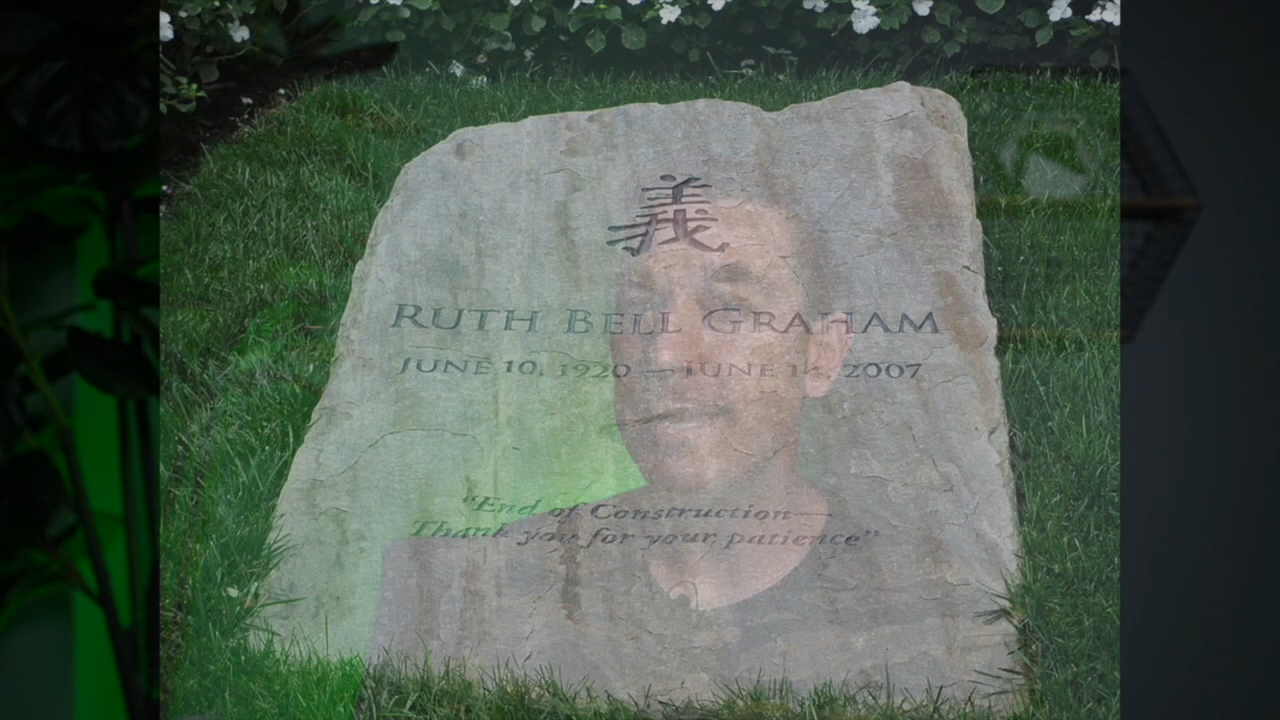 義
RUTH BELL GRAHAM
JUNE 10, 1920 — JUNE 14, 2007
“End of Construction—
Thank you for your patience”